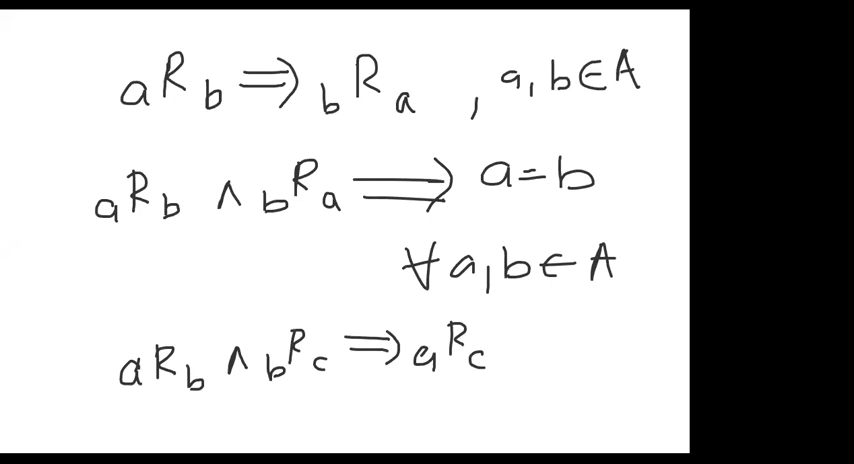 aRb ⟹ bRa , a, b ∈ A
aRb ∧ bRa ⟹ a = b
∀ a, b ∈ A
aRb ∧ bRc ⟹ aRc